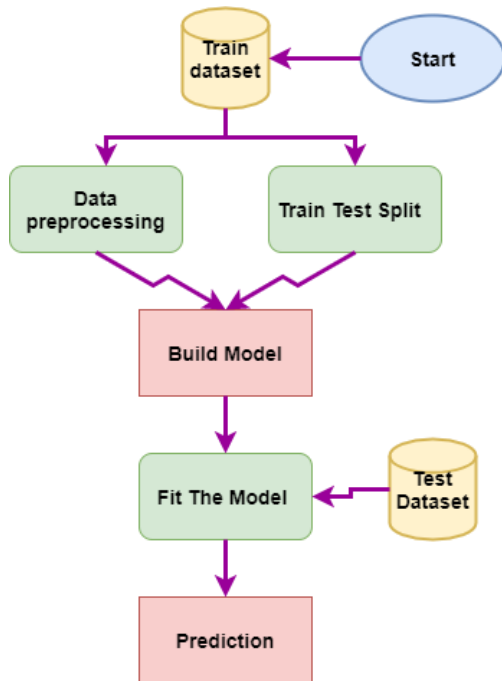 Train
dataset
Start
Data
preprocessing
Train Test Split
Build Model
Fit The Model
Test
Dataset
Prediction